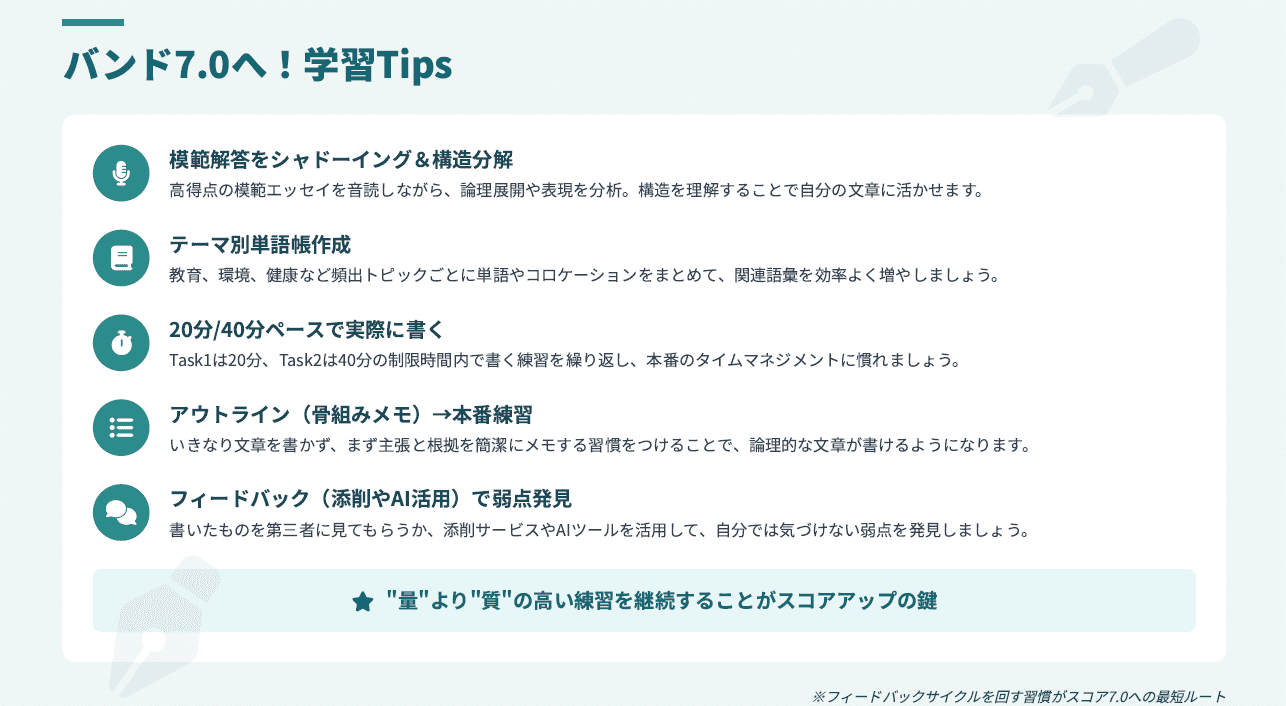 バンド7.0へ！学習Tips
模範解答をシャドーイング＆構造分解
高得点の模範エッセイを音読しながら、論理展開や表現を分析。構造を理解することで自分の文章に活かせます。
テーマ別単語帳作成
教育、環境、健康など頻出トピックごとに単語やコロケーションをまとめて、関連語彙を効率よく増やしましょう。
20分/40分ペースで実際に書く
Task1は20分、Task2は40分の制限時間内で書く練習を繰り返し、本番のタイムマネジメントに慣れましょう。
アウトライン（骨組みメモ）→本番練習
いきなり文章を書かず、まず主張と根拠を簡潔にメモする習慣をつけることで、論理的な文章が書けるようになります。
フィードバック（添削やAI活用）で弱点発見
書いたものを第三者に見てもらうか、添削サービスやAIツールを活用して、自分では気づけない弱点を発見しましょう。
"量"より"質"の高い練習を継続することがスコアアップの鍵
※フィードバックサイクルを回す習慣がスコア7.0への最短ルート